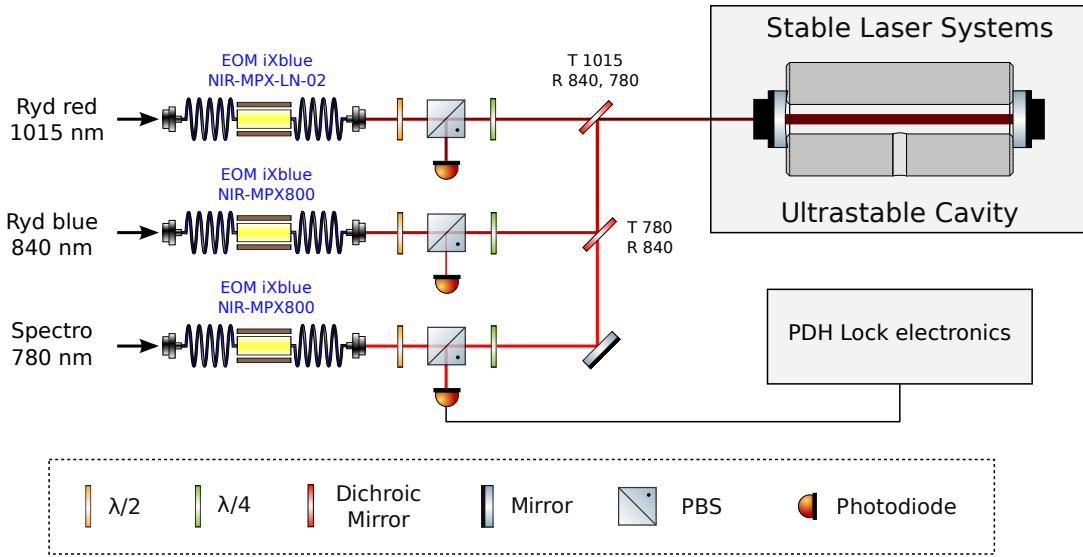 Stable Laser Systems
EOM iXblue
NIR-MPX-LN-02
T 1015
R 840, 780
Ryd red
1015 nm
EOM iXblue
NIR-MPX800
Ryd blue
840 nm
T 780
R 840
Ultrastable Cavity
EOM iXblue
NIR-MPX800
Spectro
780 nm
PDH Lock electronics
λ/2
λ/4
Dichroic
Mirror
Mirror
PBS
Photodiode